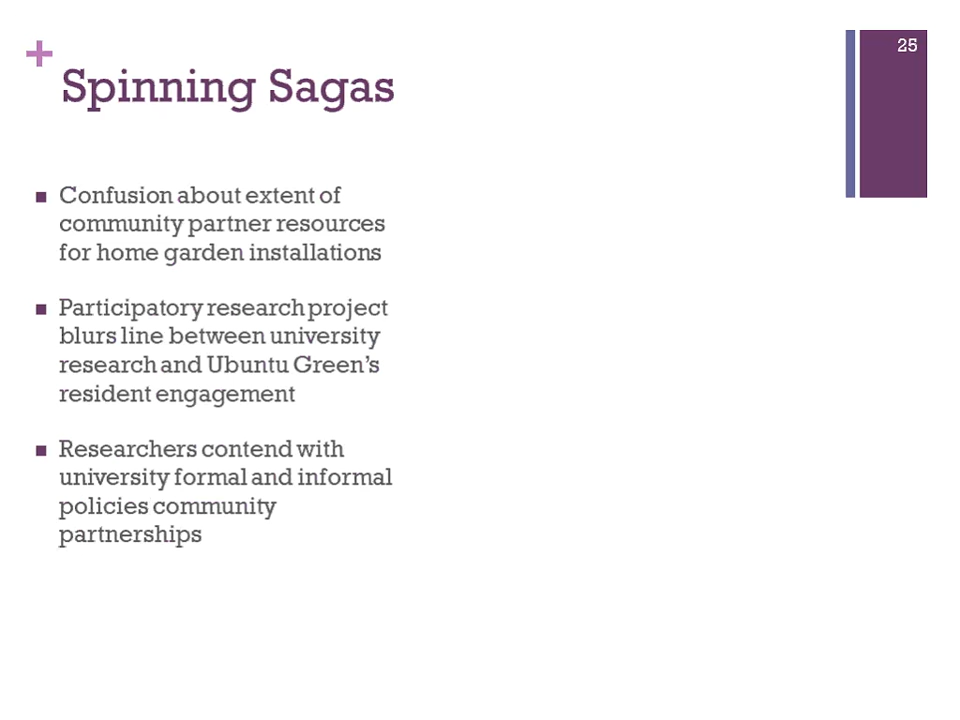 25
+
Spinning Sagas
Confusion about extent of
community partner resources
for home garden installations
Participatory research project
blurs line between university
research and Ubuntu Green's
resident engagement
Researchers contend with
university formal and informal
policies community
partnerships